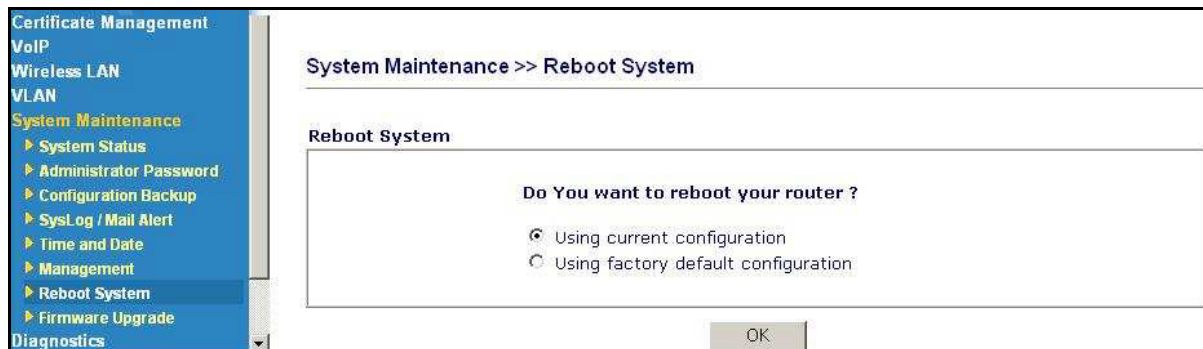 Certificate Management
VoIP
Wireless LAN
VLAN
System Maintenance
System Status
Administrator Password
Configuration Backup
SysLog / Mail Alert
Time and Date
Management
Reboot System
Firmware Upgrade
Diagnostics
System Maintenance >> Reboot System
Reboot System
Do You want to reboot your router ?
Using current configuration
Using factory default configuration
OK